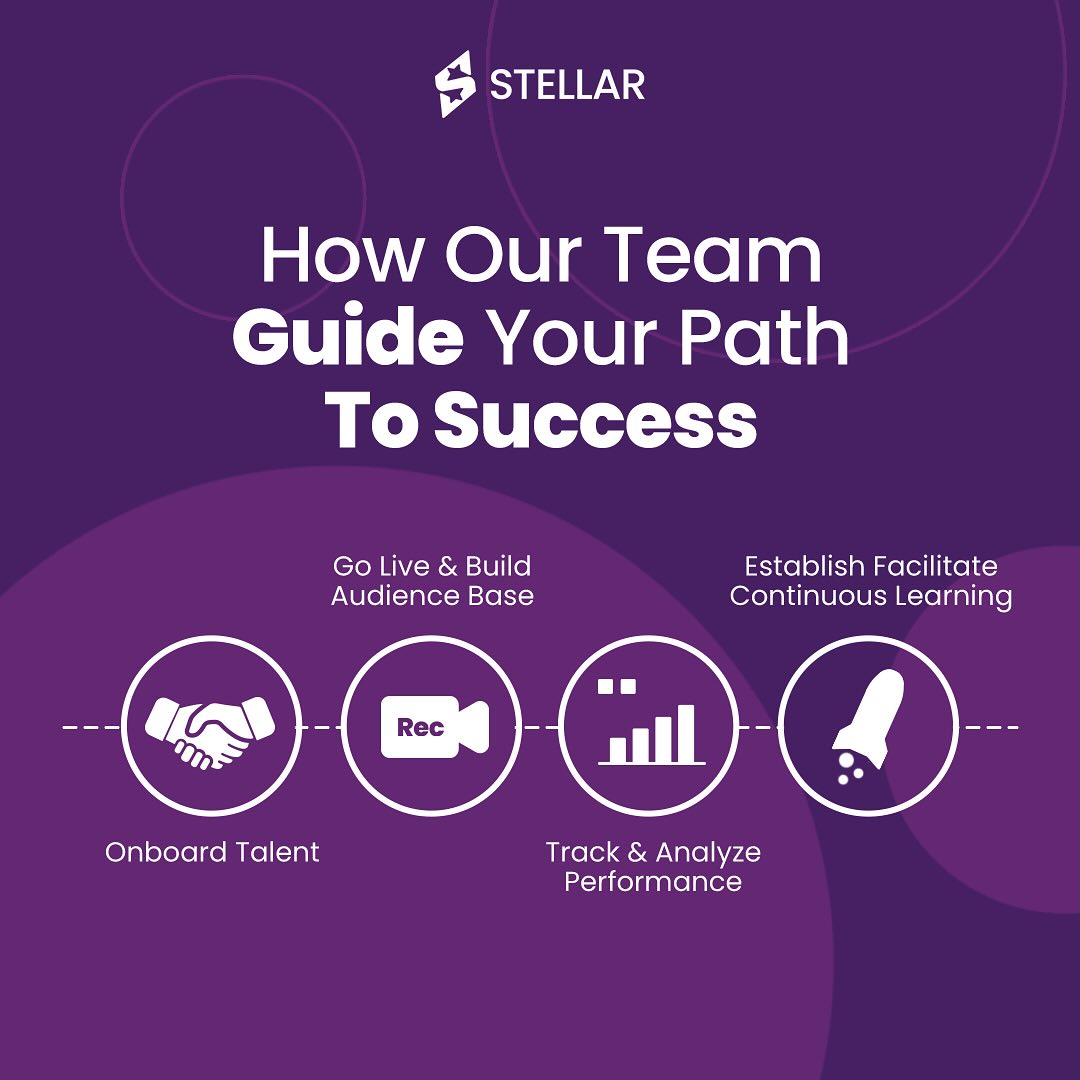 STELLAR
How Our Team
Guide Your Path
To Success
Onboard Talent
Go Live & Build
Audience Base
Rec
Track & Analyze
Performance
Establish Facilitate
Continuous Learning